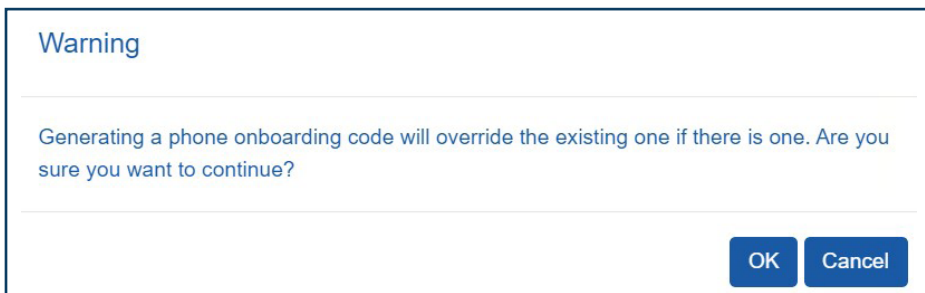 Warning
Generating a phone onboarding code will override the existing one if there is one. Are you
sure you want to continue?
OK Cancel